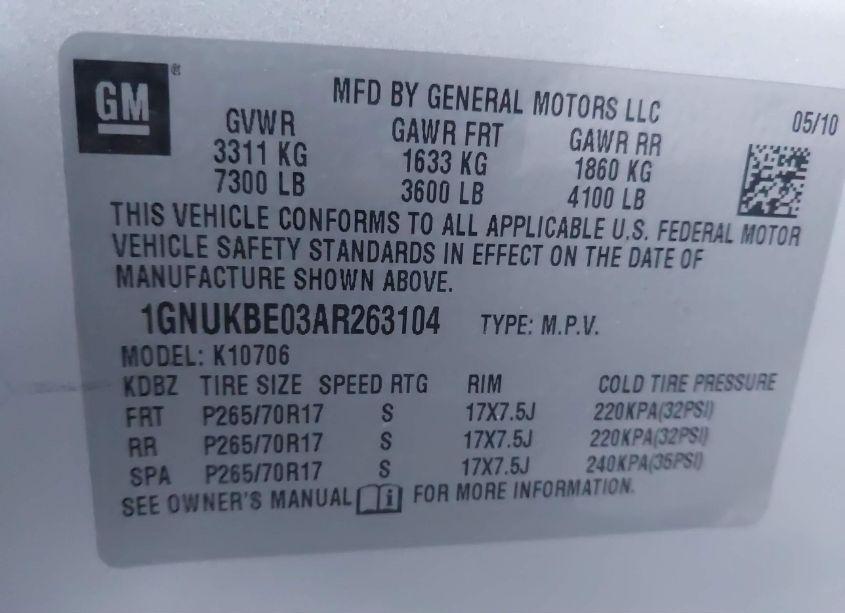 GM ®
MFD BY GENERAL MOTORS LLC
05/10
GVWR GAWR FRT GAWR RR
3311 KG 1633 KG 1860 KG
7300 LB 3600 LB 4100 LB
THIS VEHICLE CONFORMS TO ALL APPLICABLE U.S. FEDERAL MOTOR
VEHICLE SAFETY STANDARDS IN EFFECT ON THE DATE OF
MANUFACTURE SHOWN ABOVE.
1GNUKBE03AR263104 TYPE: M.P.V.
MODEL: K10706
KDBZ TIRE SIZE SPEED RTG RIM COLD TIRE PRESSURE
FRT P265/70R17 S 17X7.5J 220KPA(32PSI)
RR P265/70R17 S 17X7.5J 220KPA(32PSI)
SPA P265/70R17 S 17X7.5J 240KPA(35PSI)
SEE OWNER'S MANUAL i FOR MORE INFORMATION.